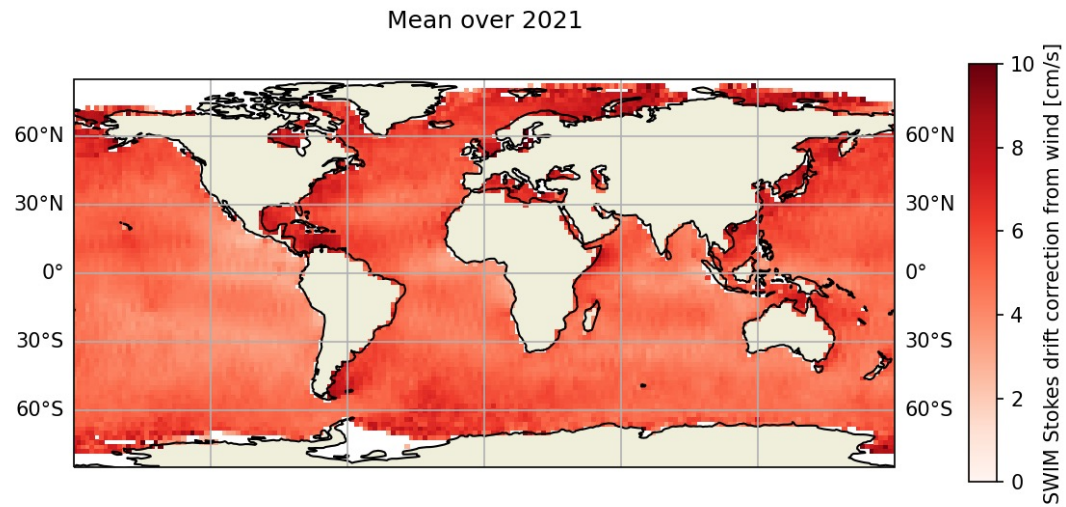 Mean over 2021
60°N
30°N
0°
30°S
60°S
60°N
30°N
0°
30°S
60°S
10
8
6
4
2
0
SWIM Stokes drift correction from wind [cm/s]